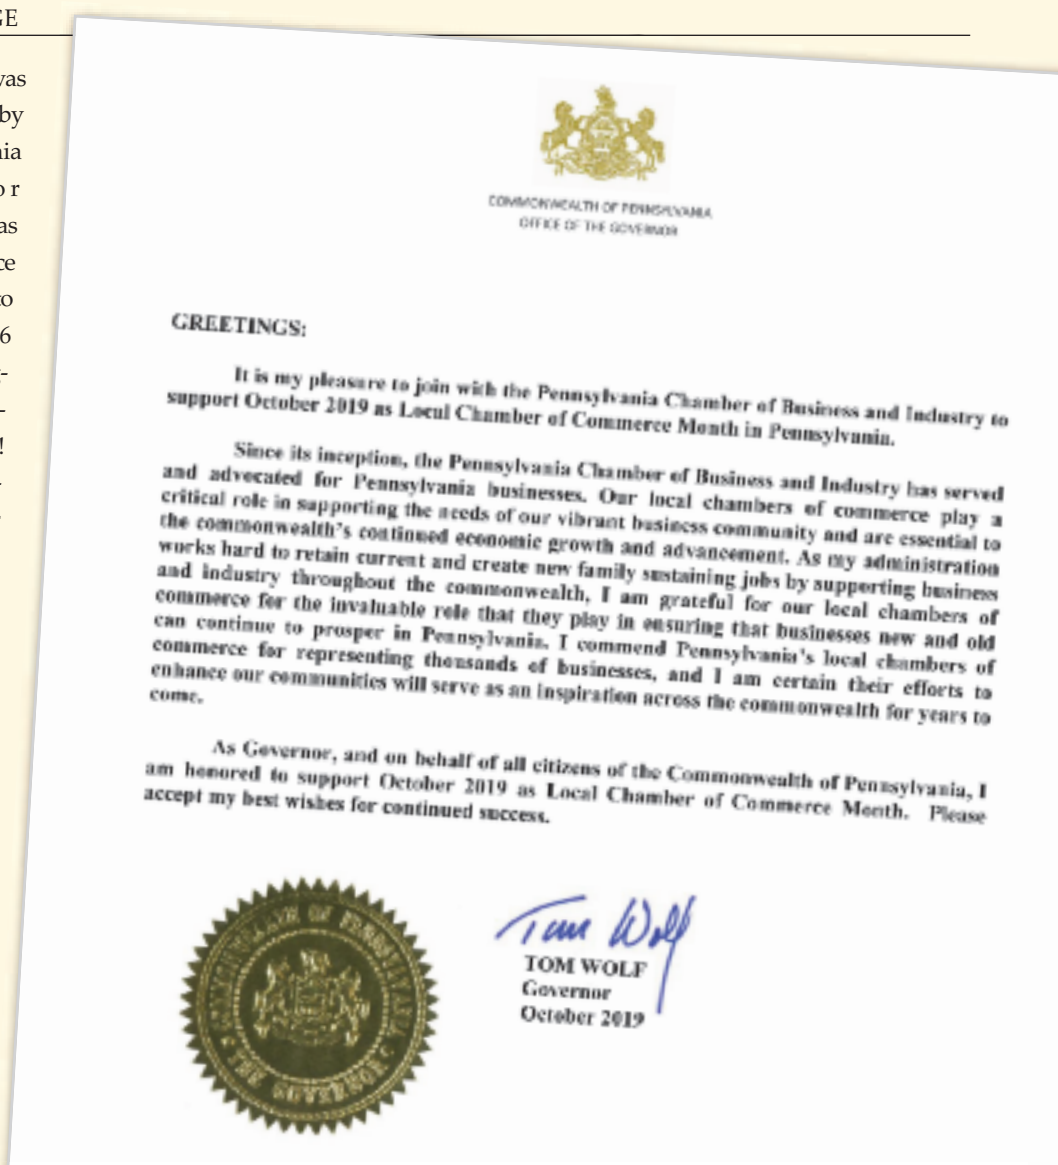 GE
vas
by
nia
o r
as
ce
to
6
g-
!
COMMONWEALTH OF PENNSYLVANIA
OFFICE OF THE GOVERNOR
GREETINGS:
It is my pleasure to join with the Pennsylvania Chamber of Business and Industry to
support October 2019 as Local Chamber of Commerce Month in Pennsylvania.
Since its inception, the Pennsylvania Chamber of Business and Industry has served
and advocated for Pennsylvania businesses. Our local chambers of commerce play a
critical role in supporting the needs of our vibrant business community and are essential to
the commonwealth's continued economic growth and advancement. As my administration
works hard to retain current and create new family sustaining jobs by supporting business
and industry throughout the commonwealth, I am grateful for our local chambers of
commerce for the invaluable role that they play in ensuring that businesses new and old
can continue to prosper in Pennsylvania. I commend Pennsylvania's local chambers of
commerce for representing thousands of businesses, and I am certain their efforts to
enhance our communities will serve as an inspiration across the commonwealth for years to
come.
As Governor, and on behalf of all citizens of the Commonwealth of Pennsylvania, I
am honored to support October 2019 as Local Chamber of Commerce Month. Please
accept my best wishes for continued success.
Tom Wolf
TOM WOLF
Governor
October 2019
COMMONWEALTH OF PENNSYLVANIA